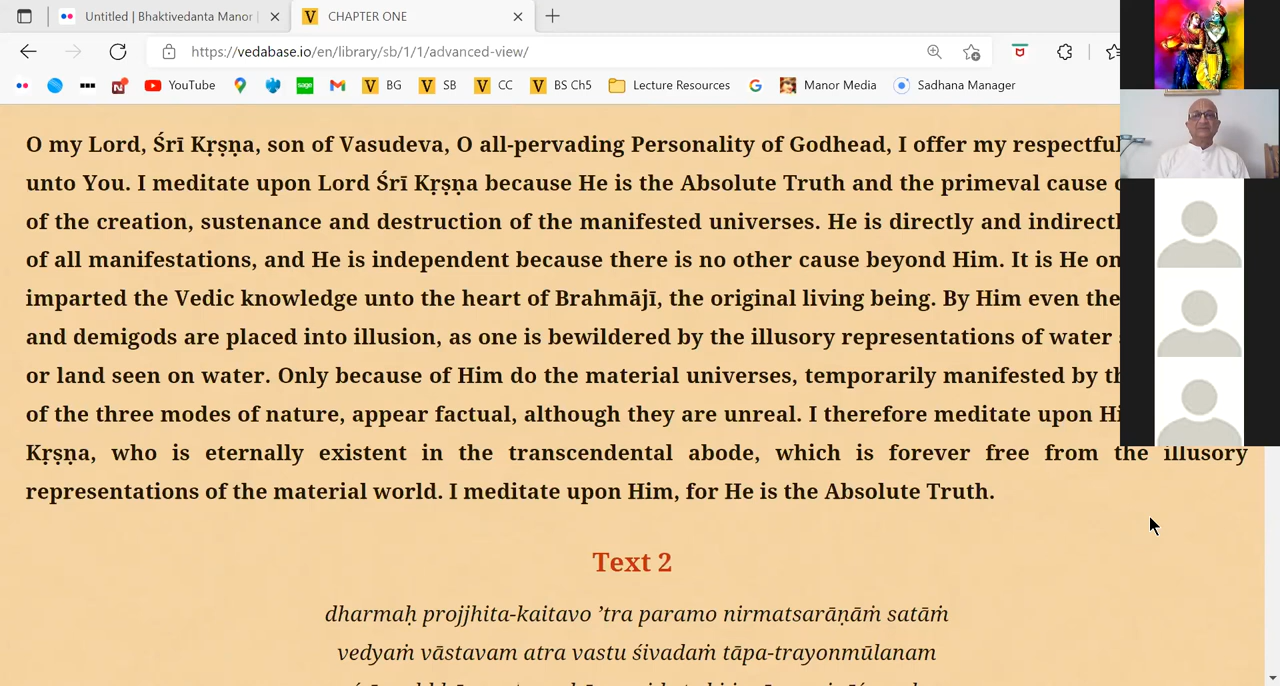 Untitled | Bhaktivedanta Manor
V CHAPTER ONE
https://vedabase.io/en/library/sb/1/1/advanced-view/
YouTube sage V BG V SB V CC V BS Ch5 Lecture Resources G Manor Media Sadhana Manager
O my Lord, Śrī Kṛṣṇa, son of Vasudeva, O all-pervading Personality of Godhead, I offer my respectful
unto You. I meditate upon Lord Śrī Kṛṣṇa because He is the Absolute Truth and the primeval cause
of the creation, sustenance and destruction of the manifested universes. He is directly and
of all manifestations, and He is independent because there is no other cause beyond Him. It is He
imparted the Vedic knowledge unto the heart of Brahmājī, the original living being. By Him even the
and demigods are placed into illusion, as one is bewildered by the illusory representations of water
or land seen on water. Only because of Him do the material universes, temporarily manifested by
of the three modes of nature, appear factual, although they are unreal. I therefore meditate upon
Kṛṣṇa, who is eternally existent in the transcendental abode, which is forever free from the illusory
representations of the material world. I meditate upon Him, for He is the Absolute Truth.
Text 2
dharmaḥ projjhita-kaitavo ’tra paramo nirmatsarāṇāṁ satāṁ
vedyaṁ vāstavam atra vastu śivadaṁ tāpa-trayonmūlanam